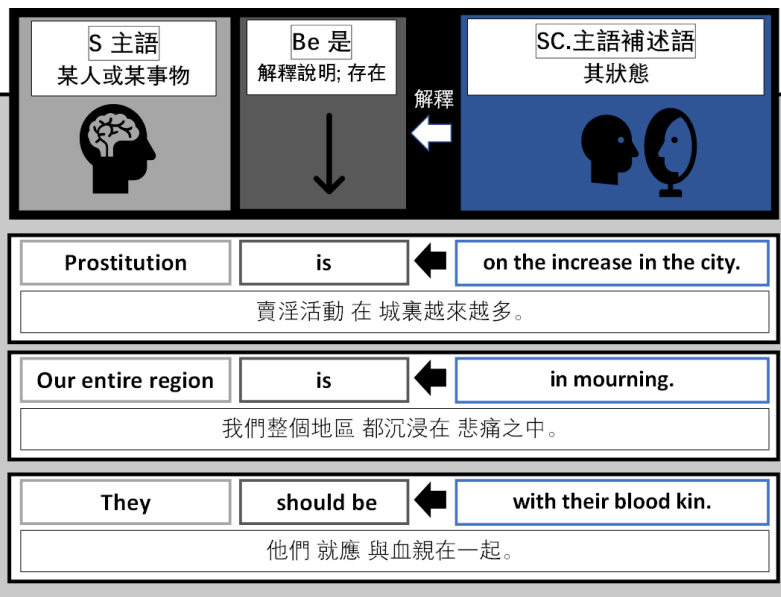 S 主語
某人或某事物
Be 是
解釋說明; 存在
解釋
SC.主語補述語
其狀態
Prostitution
is
on the increase in the city.
賣淫活動 在 城裏越來越多。
Our entire region
is
in mourning.
我們整個地區 都沉浸在 悲痛之中。
They
should be
with their blood kin.
他們 就應 與血親在一起。